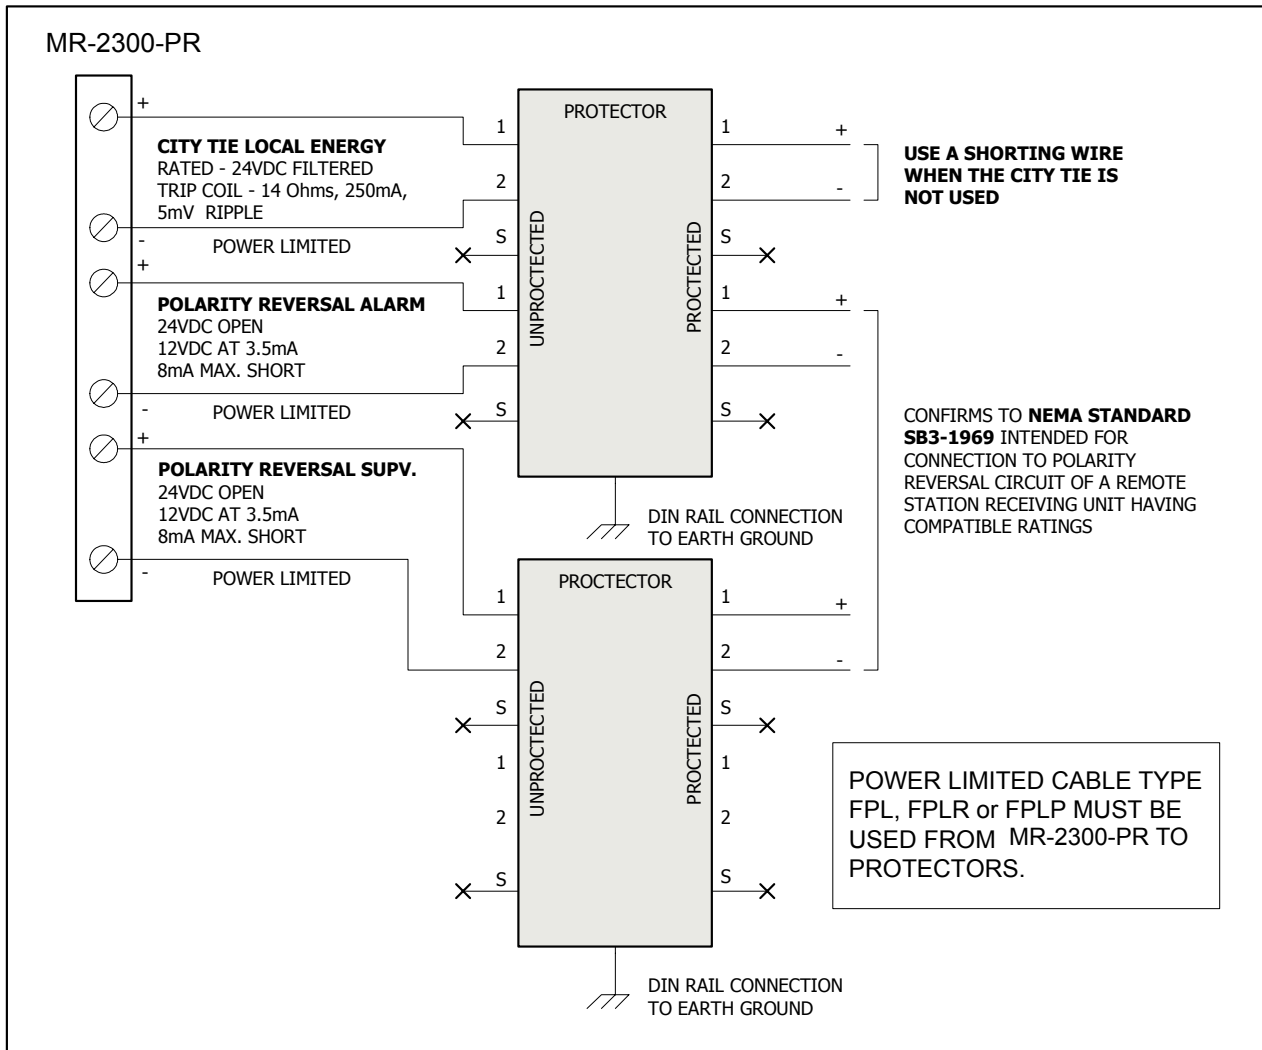 MR-2300-PR
+
CITY TIE LOCAL ENERGY
RATED - 24VDC FILTERED
TRIP COIL - 14 Ohms, 250mA,
5mV RIPPLE
-
POWER LIMITED
+
POLARITY REVERSAL ALARM
24VDC OPEN
12VDC AT 3.5mA
8mA MAX. SHORT
-
POWER LIMITED
+
POLARITY REVERSAL SUPV.
24VDC OPEN
12VDC AT 3.5mA
8mA MAX. SHORT
-
POWER LIMITED
PROTECTOR
1
2
S
1
2
S
UNPROCTECTED
PROCTECTED
1
2
S
1
2
S
+
-
+
-
USE A SHORTING WIRE
WHEN THE CITY TIE IS
NOT USED
CONFIRMS TO NEMA STANDARD
SB3-1969 INTENDED FOR
CONNECTION TO POLARITY
REVERSAL CIRCUIT OF A REMOTE
STATION RECEIVING UNIT HAVING
COMPATIBLE RATINGS
DIN RAIL CONNECTION
TO EARTH GROUND
PROCTECTOR
1
2
S
1
2
S
UNPROCTECTED
PROCTECTED
1
2
S
1
2
S
+
-
DIN RAIL CONNECTION
TO EARTH GROUND
POWER LIMITED CABLE TYPE
FPL, FPLR or FPLP MUST BE
USED FROM MR-2300-PR TO
PROTECTORS.